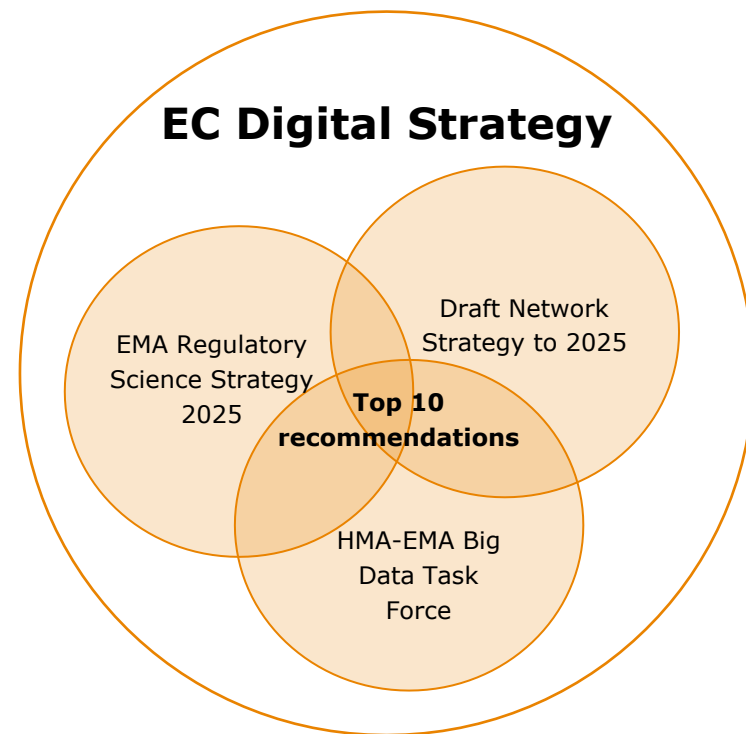 EC Digital Strategy
Draft Network
Strategy to 2025
EMA Regulatory
Science Strategy
2025
Top 10
recommendations
HMA-EMA Big
Data Task
Force